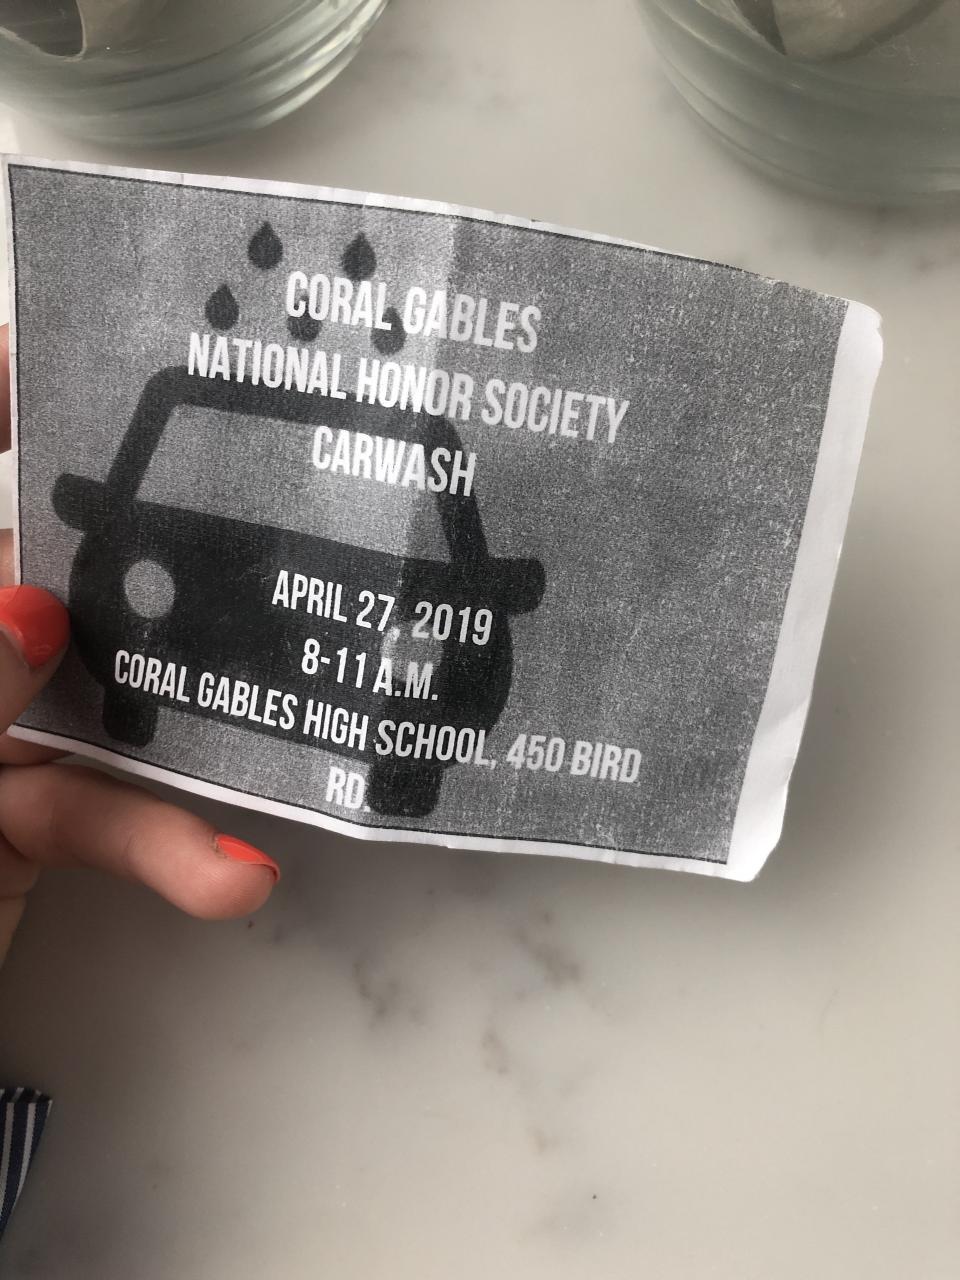 CORAL GABLES
NATIONAL HONOR SOCIETY
CARWASH
APRIL 27, 2019
8-11 A.M.
CORAL GABLES HIGH SCHOOL, 450 BIRD
RD.